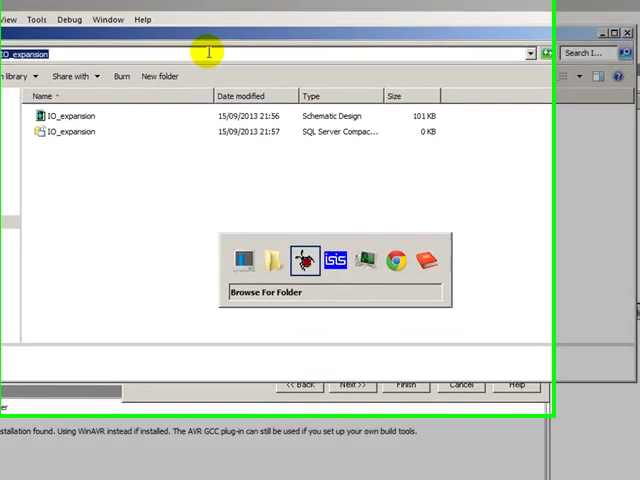 View Tools Debug Window Help
IO_expansion
Search I...
library Share with Burn New folder
Name Date modified Type Size
IO_expansion 15/09/2013 21:56 Schematic Design 101 KB
IO_expansion 15/09/2013 21:57 SQL Server Compac... 0 KB
isis
Browse For Folder
<< Back Next >> Finish Cancel Help
er
stallation found. Using WinAVR instead if installed. The AVR GCC plug-in can still be used if you set up your own build tools.